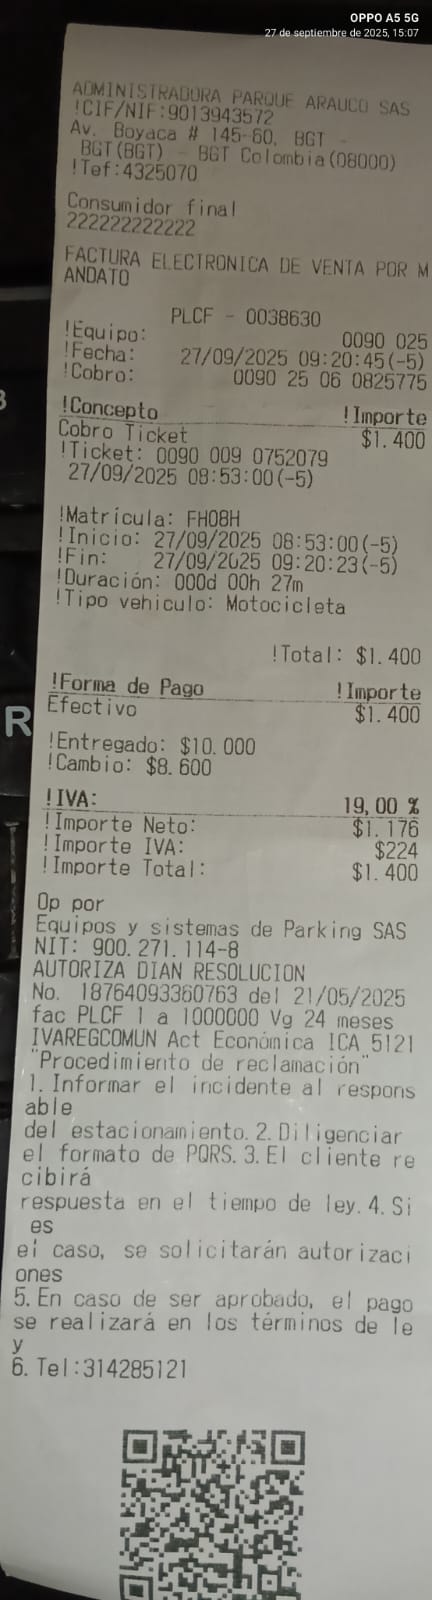 OPPO A5 5G
27 de septiembre de 2025, 15:07
ADMINISTRADORA PARQUE ARAUCO SAS
!CIF/NIF:9013943572
Av. Boyaca # 145-60, BGT -
BGT(BGT) - BGT Colombia(08000)
!Tef:4325070
Consumidor final
222222222222
FACTURA ELECTRONICA DE VENTA POR M
ANDATO
PLCF - 0038630
!Equipo: 0090 025
!Fecha: 27/09/2025 09:20:45(-5)
!Cobro: 0090 25 06 0825775
!Concepto !Importe
Cobro Ticket $1.400
!Ticket: 0090 009 0752079
27/09/2025 08:53:00(-5)
!Matrícula: FH08H
!Inicio: 27/09/2025 08:53:00(-5)
!Fin: 27/09/2025 09:20:23(-5)
!Duración: 000d 00h 27m
!Tipo vehiculo: Motocicleta
!Total: $1.400
!Forma de Pago !Importe
Efectivo $1.400
!Entregado: $10.000
!Cambio: $8.600
!IVA: 19,00 %
!Importe Neto: $1.176
!Importe IVA: $224
!Importe Total: $1.400
Op por
Equipos y sistemas de Parking SAS
NIT: 900.271.114-8
AUTORIZA DIAN RESOLUCION
No. 18764093360763 del 21/05/2025
fac PLCF 1 a 1000000 Vg 24 meses
IVAREGCOMUN Act Económica ICA 5121
"Procedimiento de reclamación"
1.Informar el incidente al respons
able
del estacionamiento.2.Diligenciar
el formato de PQRS.3.El cliente re
cibirá
respuesta en el tiempo de ley.4.Si
es
el caso, se solicitarán autorizaci
ones
5.En caso de ser aprobado, el pago
se realizará en los términos de le
y
6.Tel:314285121
R